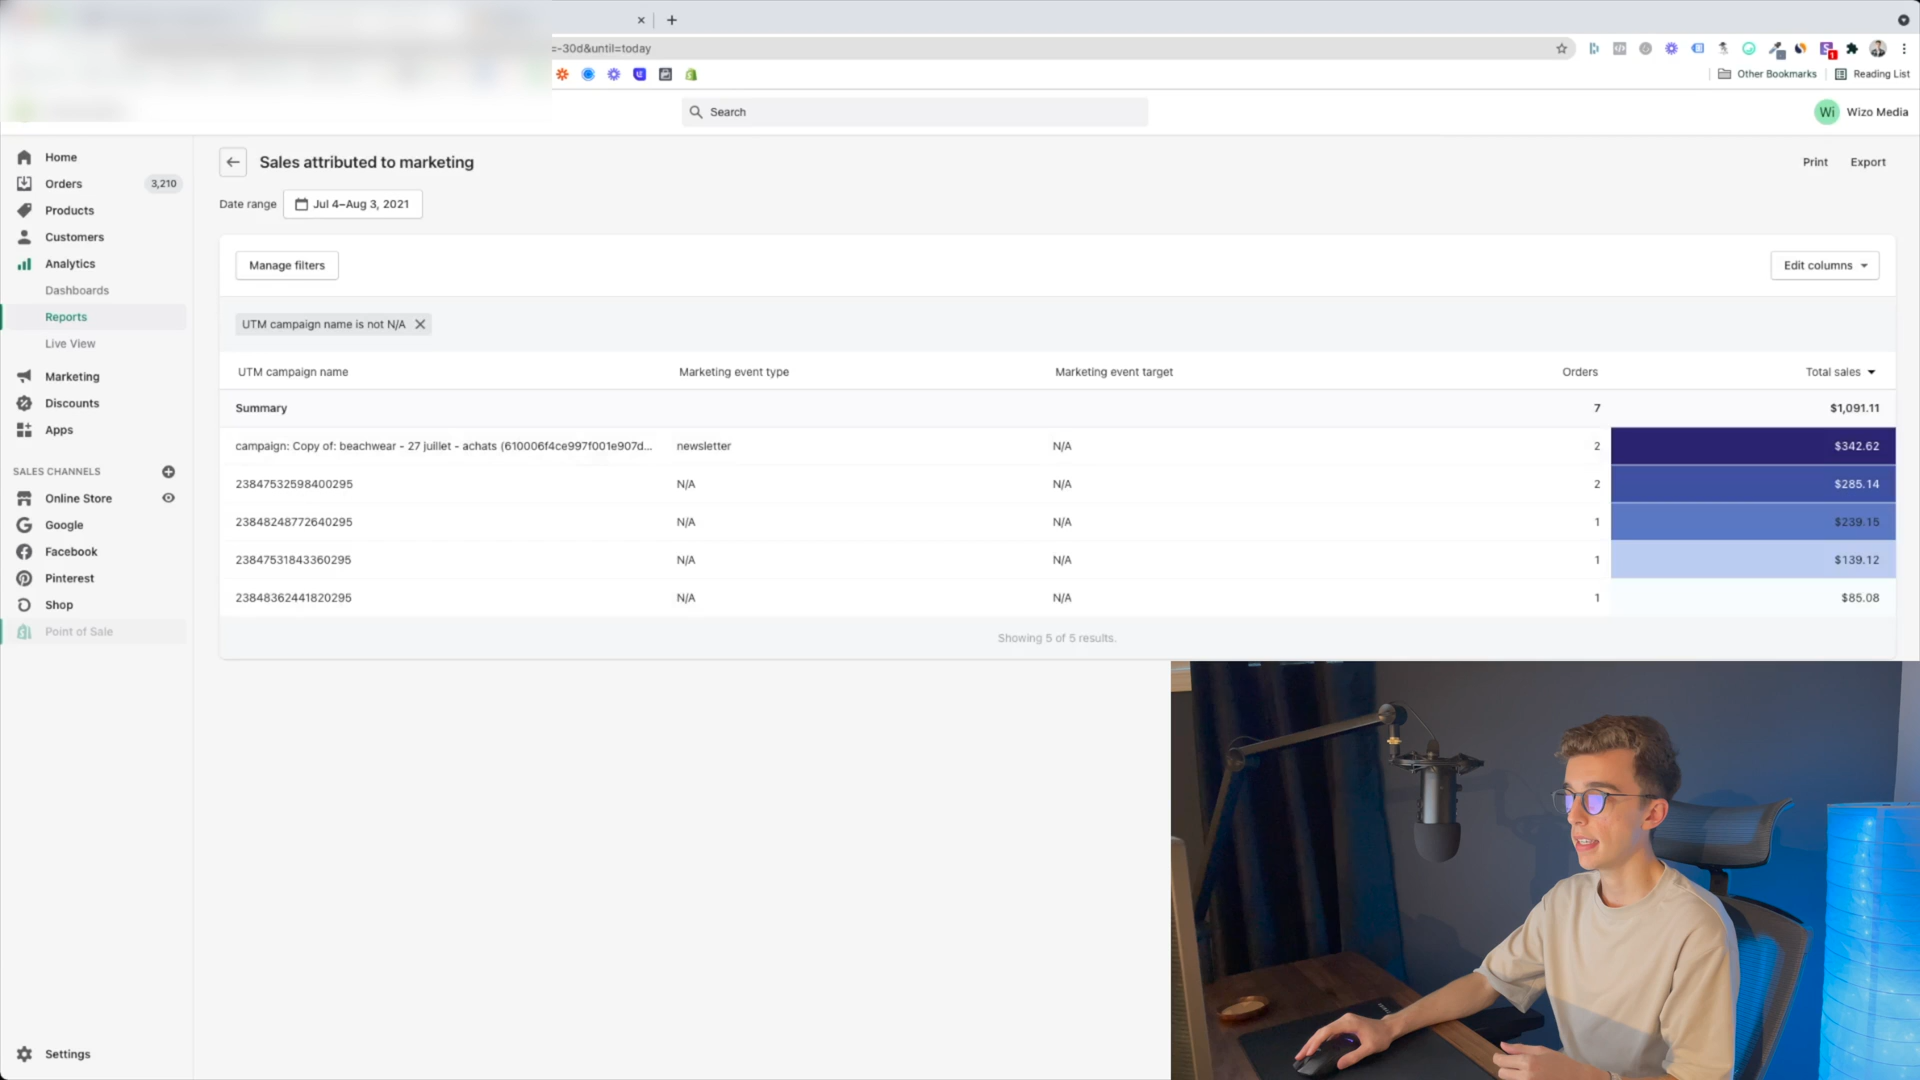 =-30d&until=today
Other Bookmarks
Reading List
Search
Wi
Wizo Media
Home
Orders 3,210
Products
Customers
Analytics
Dashboards
Reports
Live View
Marketing
Discounts
Apps
SALES CHANNELS
Online Store
Google
Facebook
Pinterest
Shop
Point of Sale
Settings
Sales attributed to marketing
Print
Export
Date range
Jul 4–Aug 3, 2021
Manage filters
Edit columns
UTM campaign name is not N/A
UTM campaign name Marketing event type Marketing event target Orders Total sales
Summary 7 $1,091.11
campaign: Copy of: beachwear - 27 juillet - achats (610006f4ce997f001e907d... newsletter N/A 2 $342.62
23847532598400295 N/A N/A 2 $285.14
23848248772640295 N/A N/A 1 $239.15
23847531843360295 N/A N/A 1 $139.12
23848362441820295 N/A N/A 1 $85.08
Showing 5 of 5 results.